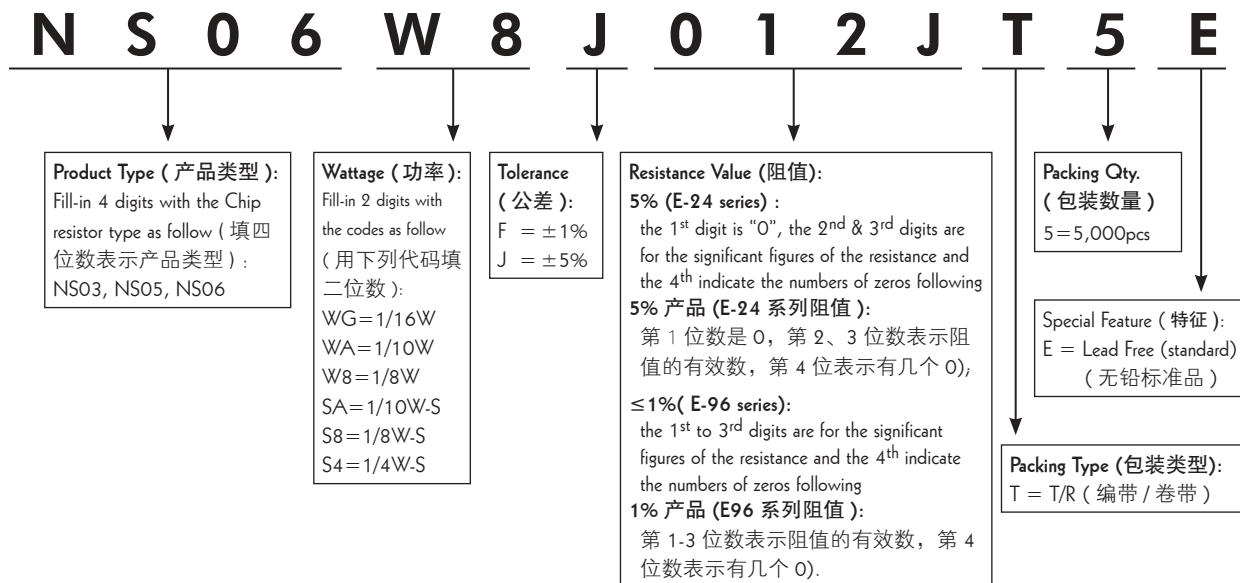 N S 0 6 W 8 J 0 1 2 J T 5 E
Product Type ( 产品类型 ) :
Fill-in 4 digits with the Chip
resistor type as follow ( 填四
位数表示产品类型 ) :
NS03, NS05, NS06
Wattage ( 功率 ) :
Fill-in 2 digits with
the codes as follow
( 用下列代码填
二位数 ) :
WG=1/16W
WA=1/10W
W8=1/8W
SA=1/10W-S
S8=1/8W-S
S4=1/4W-S
Tolerance
( 公差 ) :
F = ±1%
J = ±5%
Resistance Value (阻值) :
5% (E-24 series) :
the 1st digit is “0”, the 2nd & 3rd digits are
for the significant figures of the resistance and
the 4th indicate the numbers of zeros following
5% 产品 (E-24 系列阻值 ) :
第 1 位数是 0，第 2、3 位数表示阻
值的有效数，第 4 位表示有几个 0);
≤1%( E-96 series):
the 1st to 3rd digits are for the significant
figures of the resistance and the 4th indicate
the numbers of zeros following
1% 产品 (E96 系列阻值 ) :
第 1-3 位数表示阻值的有效数，第 4
位数表示有几个 0).
Packing Qty.
( 包装数量 )
5=5,000pcs
Special Feature ( 特征 ) :
E = Lead Free (standard)
( 无铅标准品 )
Packing Type (包装类型) :
T = T/R ( 编带 / 卷带 )